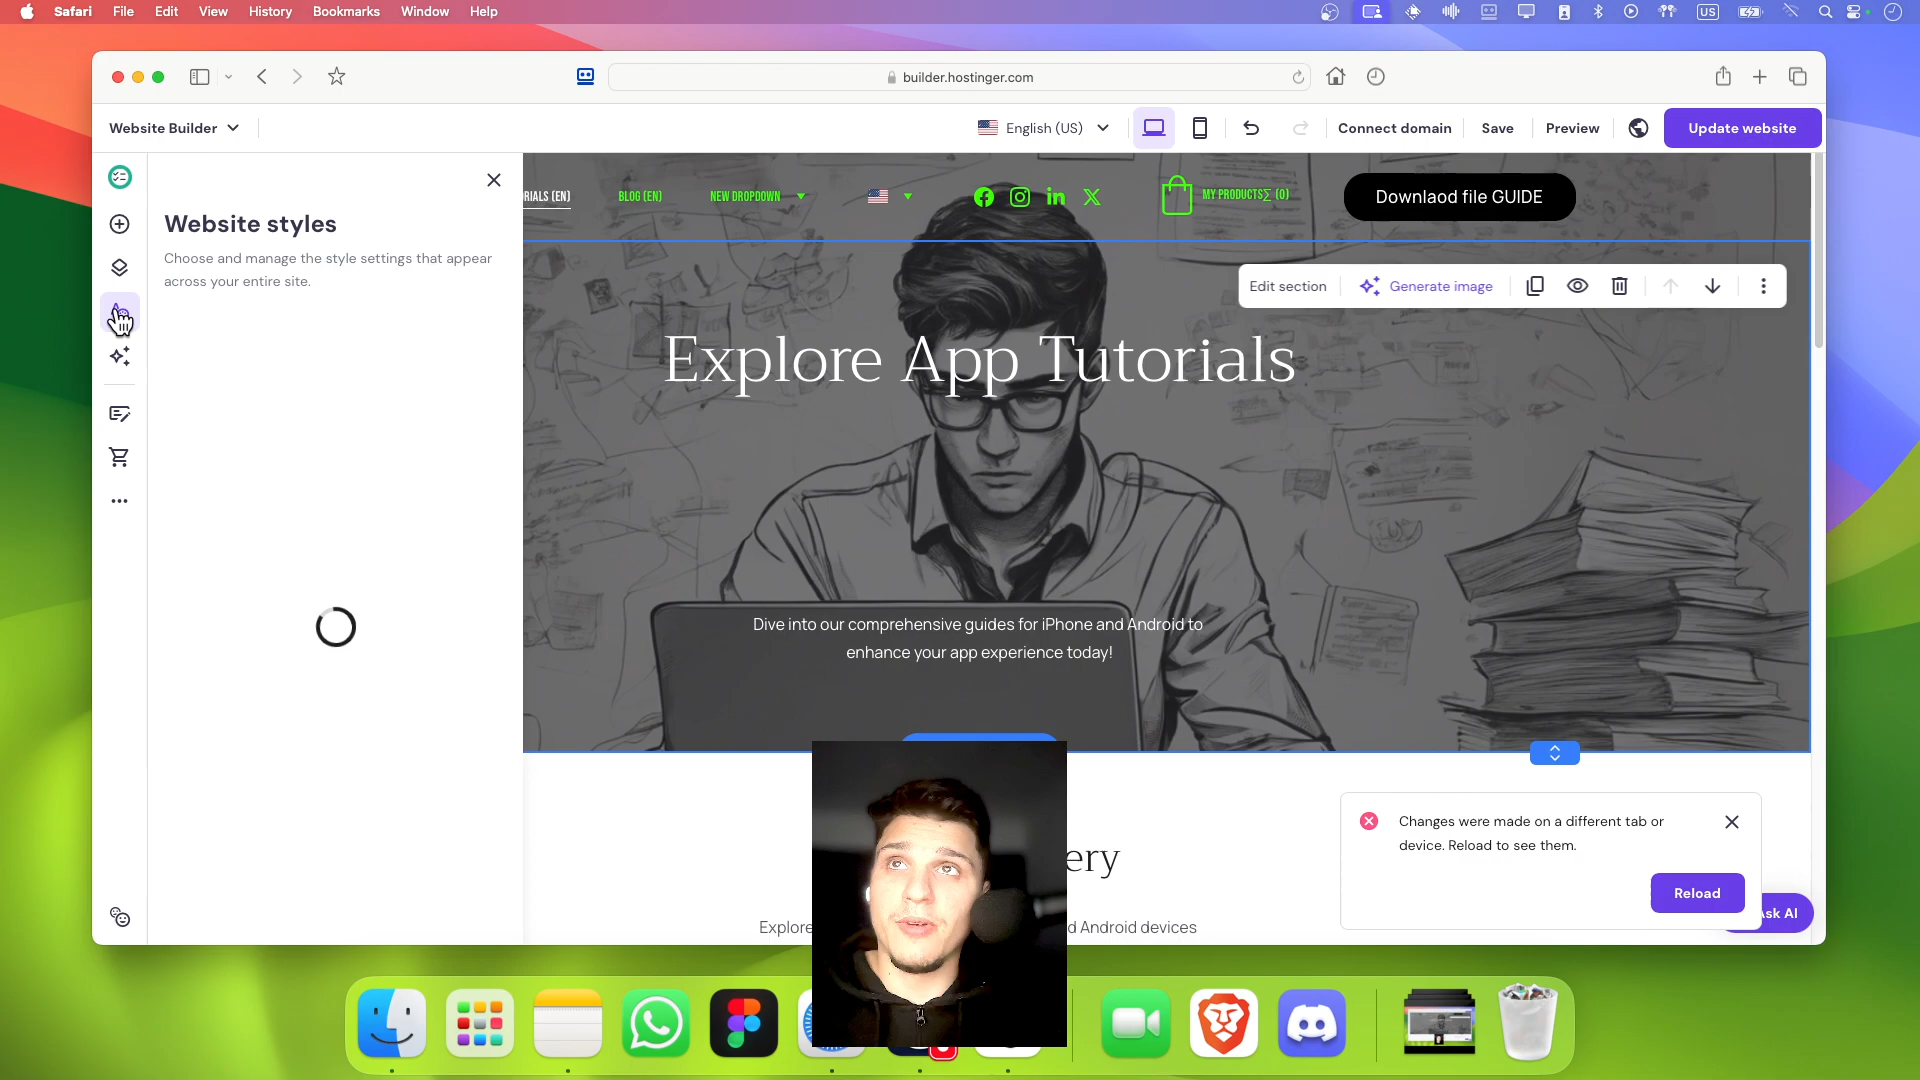 Safari File Edit View History Bookmarks Window Help
US
builder.hostinger.com
Website Builder
English (US)
Connect domain
Save
Preview
Update website
Website styles
Choose and manage the style settings that appear
across your entire site.
RIALS (EN)
BLOG (EN)
NEW DROPDOWN
MY PRODUCTS∑ (0)
Downlaod file GUIDE
Edit section
Generate image
Explore App Tutorials
Dive into our comprehensive guides for iPhone and Android to
enhance your app experience today!
ery
Explore
d Android devices
Changes were made on a different tab or
device. Reload to see them.
Reload
sk AI